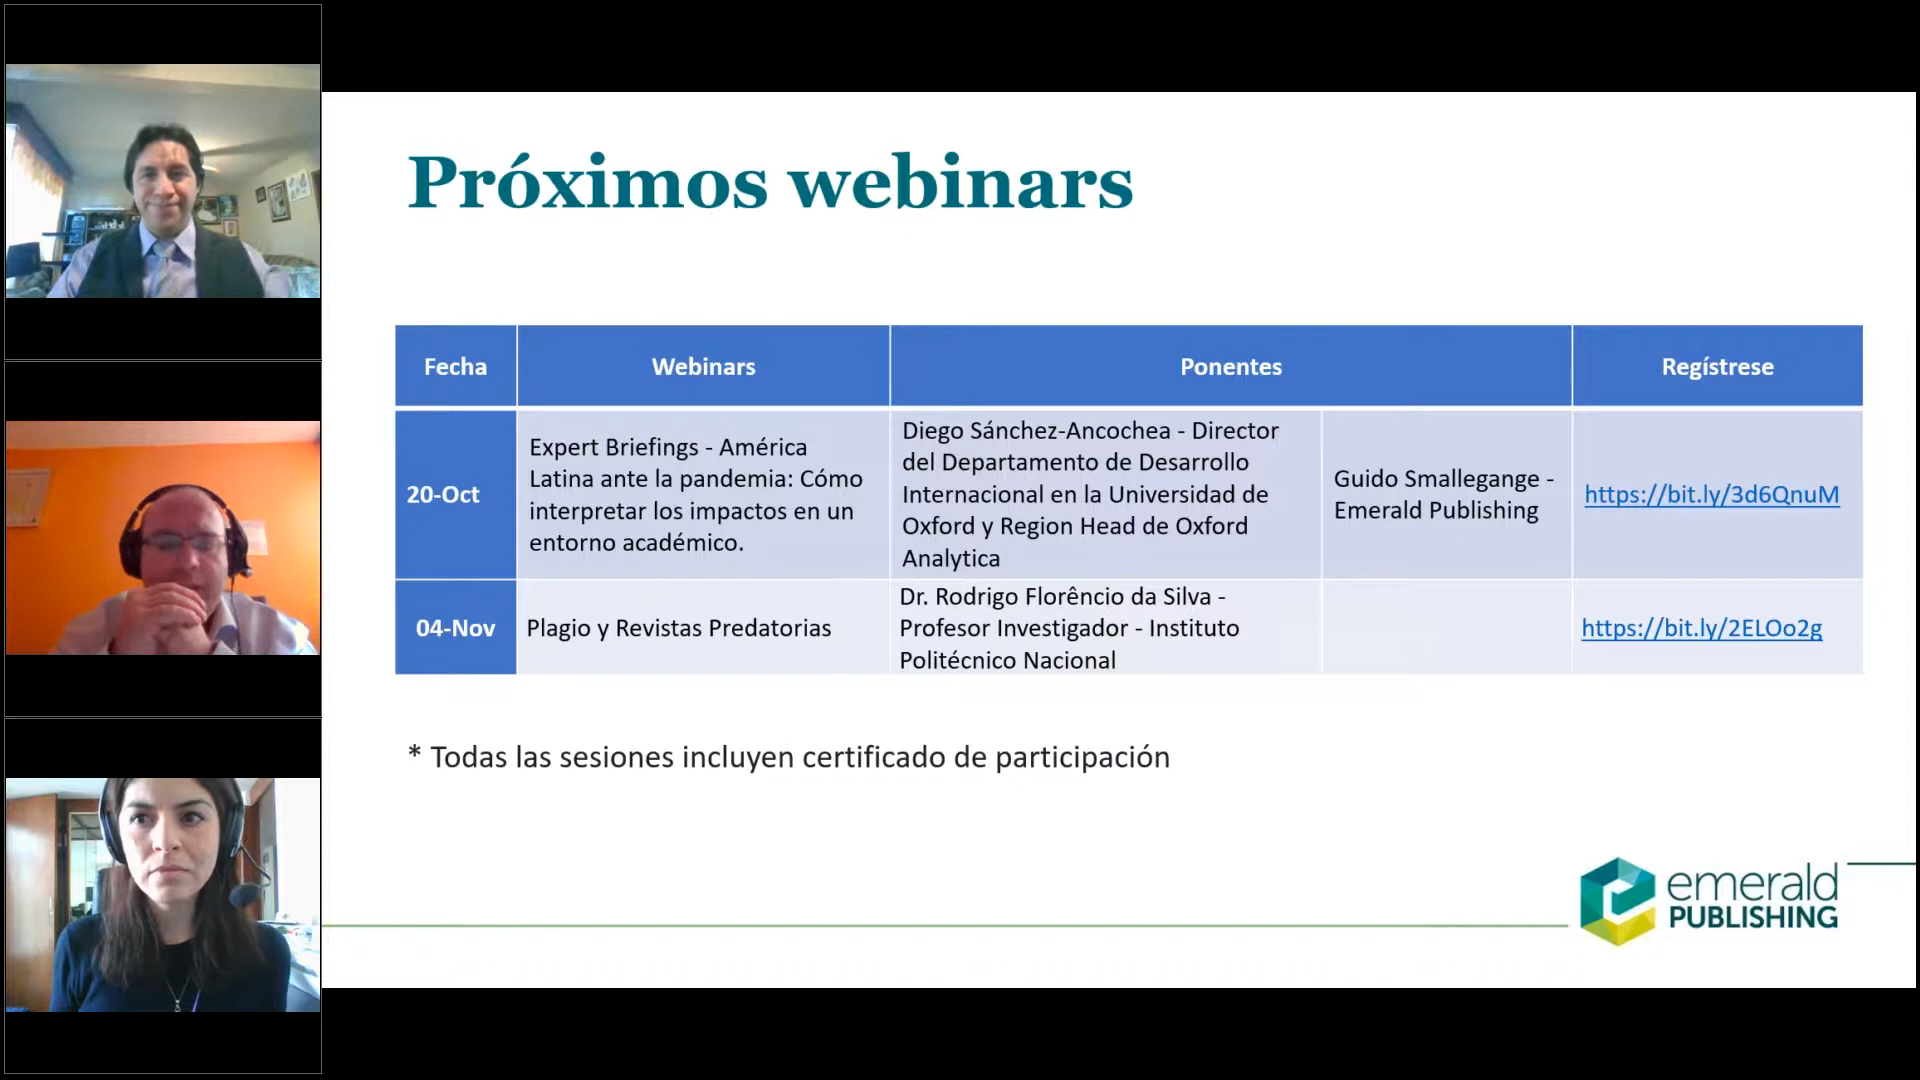 Próximos webinars
Fecha
Webinars
Ponentes
Regístrese
20-Oct
Expert Briefings - América
Latina ante la pandemia: Cómo
interpretar los impactos en un
entorno académico.
Diego Sánchez-Ancochea - Director
del Departamento de Desarrollo
Internacional en la Universidad de
Oxford y Region Head de Oxford
Analytica
Guido Smallegange -
Emerald Publishing
https://bit.ly/3d6QnuM
04-Nov
Plagio y Revistas Predatorias
Dr. Rodrigo Florêncio da Silva -
Profesor Investigador - Instituto
Politécnico Nacional
https://bit.ly/2ELOo2g
* Todas las sesiones incluyen certificado de participación
emerald
PUBLISHING